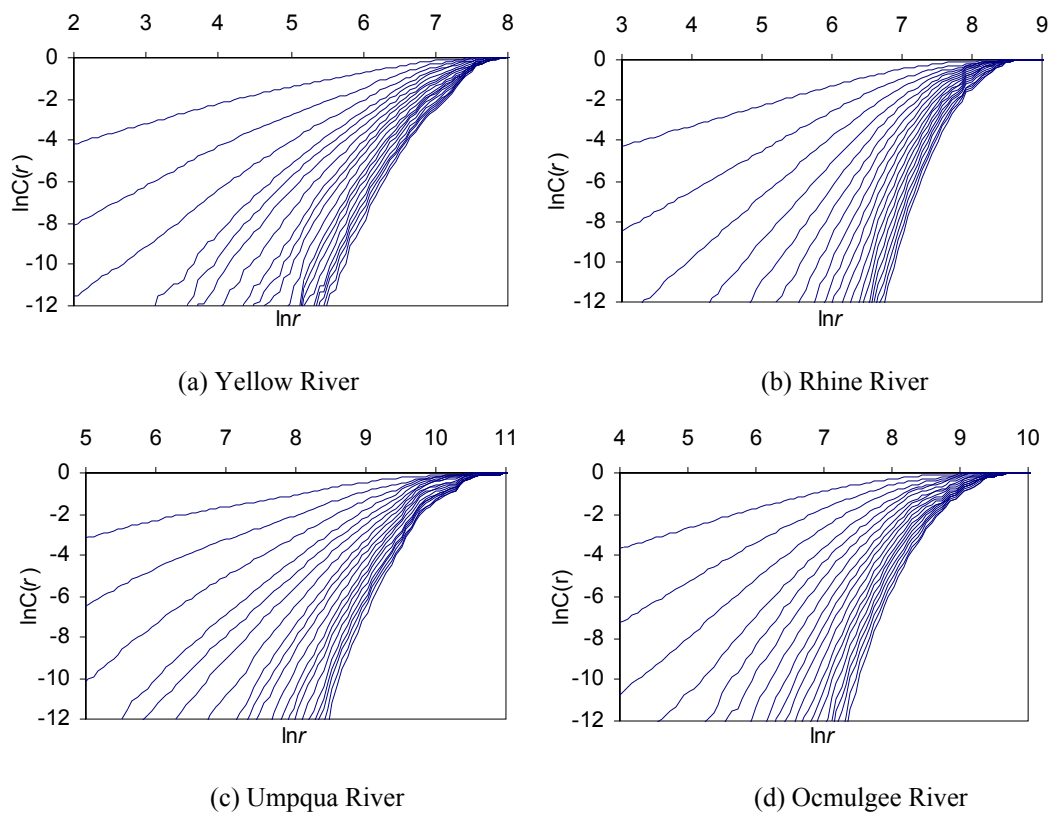 2 3 4 5 6 7 8
0
-2
-4
-6
-8
-10
-12
lnC(r)
lnr
(a) Yellow River
3 4 5 6 7 8 9
0
-2
-4
-6
-8
-10
-12
lnC(r)
lnr
(b) Rhine River
5 6 7 8 9 10 11
0
-2
-4
-6
-8
-10
-12
lnC(r)
lnr
(c) Umpqua River
4 5 6 7 8 9 10
0
-2
-4
-6
-8
-10
-12
lnC(r)
lnr
(d) Ocmulgee River